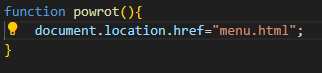 function powrot(){
document.location.href="menu.html";
}